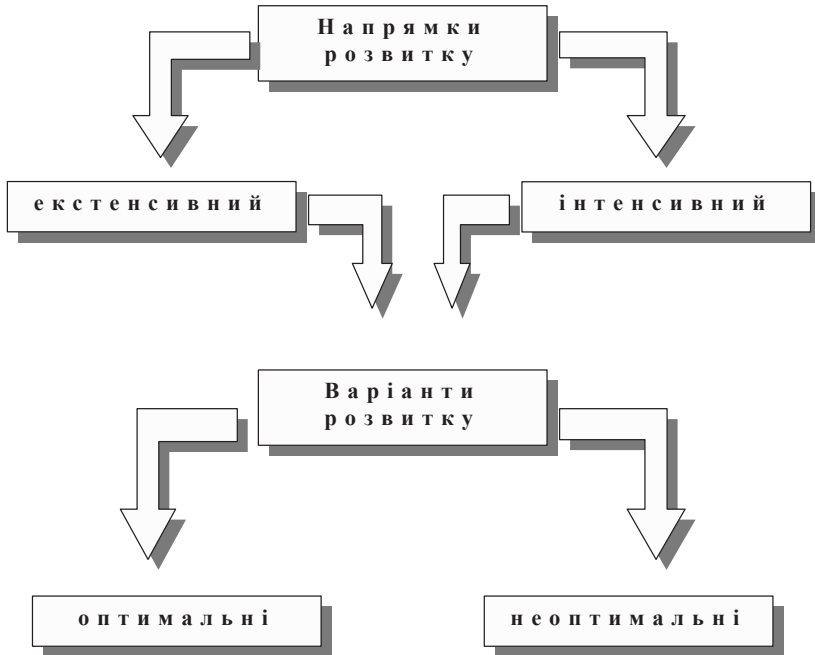 Напрямки
розвитку
екстенсивний
інтенсивний
Варіанти
розвитку
оптимальні
неоптимальні